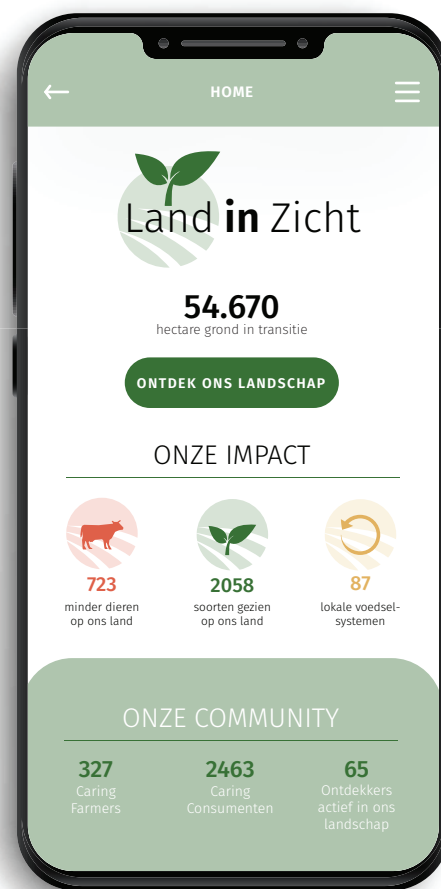 HOME
Land in Zicht
54.670
hectare grond in transitie
ONTDEK ONS LANDSCHAP
ONZE IMPACT
723
minder dieren
op ons land
2058
soorten gezien
op ons land
87
lokale voedsel-
systemen
ONZE COMMUNITY
327
Caring
Farmers
2463
Caring
Consumenten
65
Ontdekkers
actief in ons
landschap